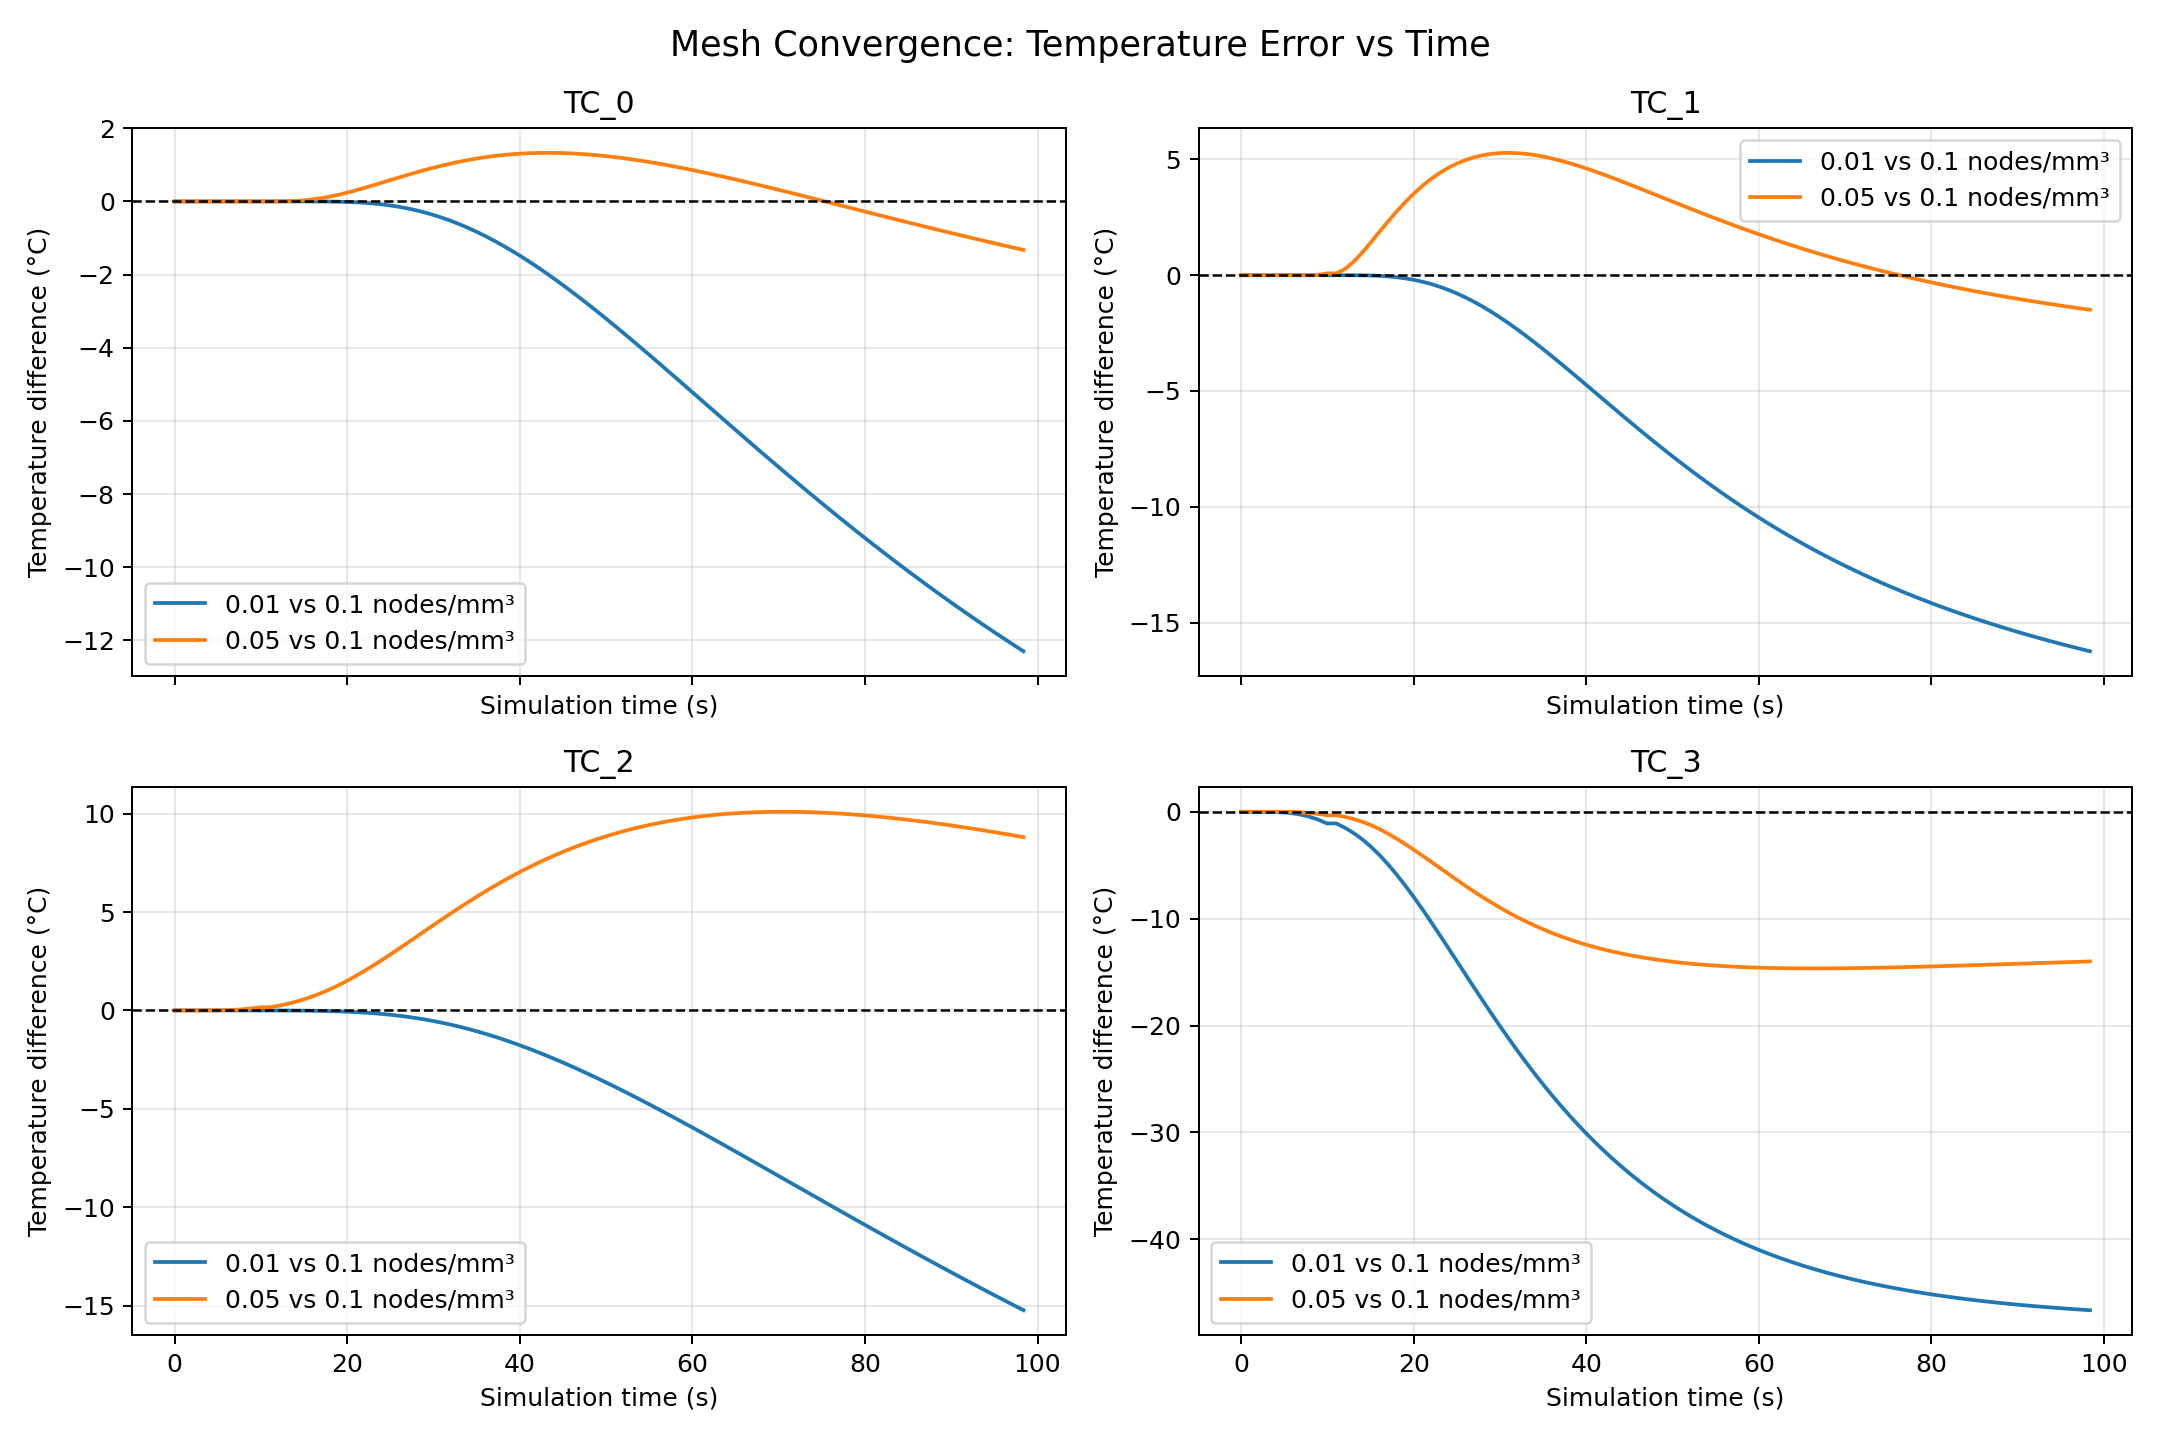 Mesh Convergence: Temperature Error vs Time
TC_0
Temperature difference (°C)
2
0
−2
−4
−6
−8
−10
−12
0.01 vs 0.1 nodes/mm³
0.05 vs 0.1 nodes/mm³
Simulation time (s)
TC_1
Temperature difference (°C)
5
0
−5
−10
−15
0.01 vs 0.1 nodes/mm³
0.05 vs 0.1 nodes/mm³
Simulation time (s)
TC_2
Temperature difference (°C)
10
5
0
−5
−10
−15
0.01 vs 0.1 nodes/mm³
0.05 vs 0.1 nodes/mm³
0 20 40 60 80 100
Simulation time (s)
TC_3
Temperature difference (°C)
0
−10
−20
−30
−40
0.01 vs 0.1 nodes/mm³
0.05 vs 0.1 nodes/mm³
0 20 40 60 80 100
Simulation time (s)